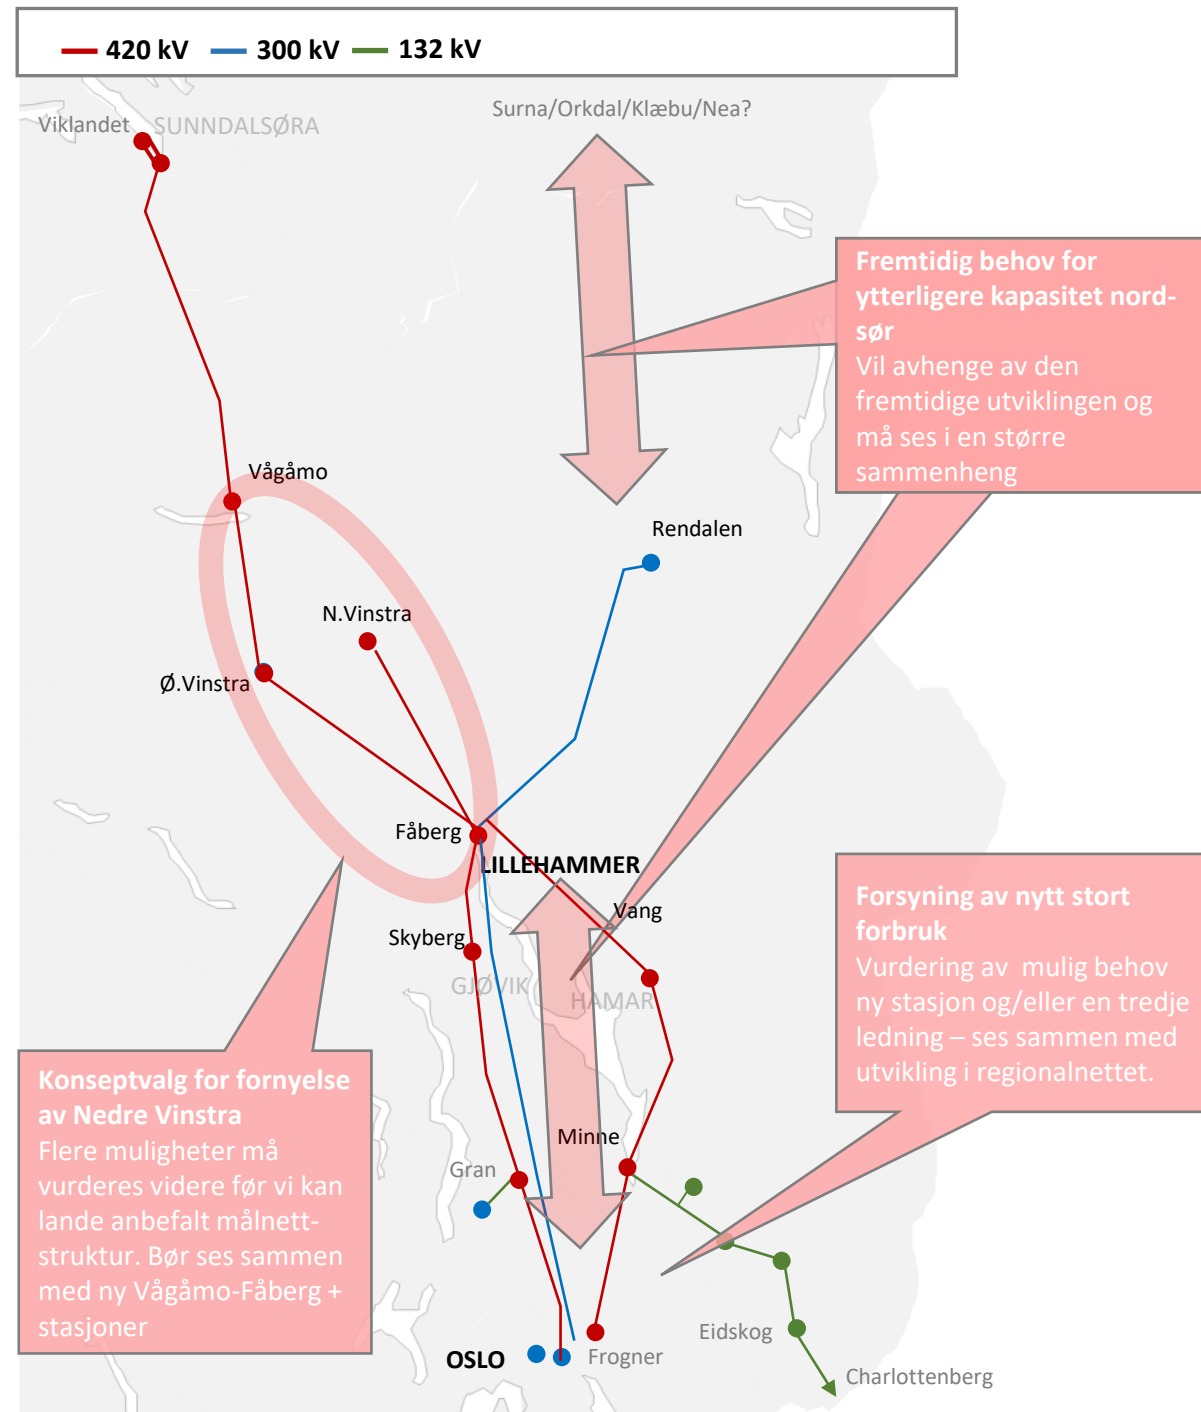 420 kV 300 kV 132 kV
Surna/Orkdal/Klæbu/Nea?
Viklandet SUNNDALSØRA
Fremtidig behov for
ytterligere kapasitet nord-
sør
Vil avhenge av den
fremtidige utviklingen og
må ses i en større
sammenheng
Vågåmo
Rendalen
N.Vinstra
Ø.Vinstra
Fåberg
LILLEHAMMER
Vang
Skyberg
GJØVIK
HAMAR
Forsyning av nytt stort
forbruk
Vurdering av mulig behov
ny stasjon og/eller en tredje
ledning – ses sammen med
utvikling i regionalnettet.
Konseptvalg for fornyelse
av Nedre Vinstra
Flere muligheter må
vurderes videre før vi kan
lande anbefalt målnett-
struktur. Bør ses sammen
med ny Vågåmo-Fåberg +
stasjoner
Minne
Gran
Eidskog
OSLO
Frogner
Charlottenberg